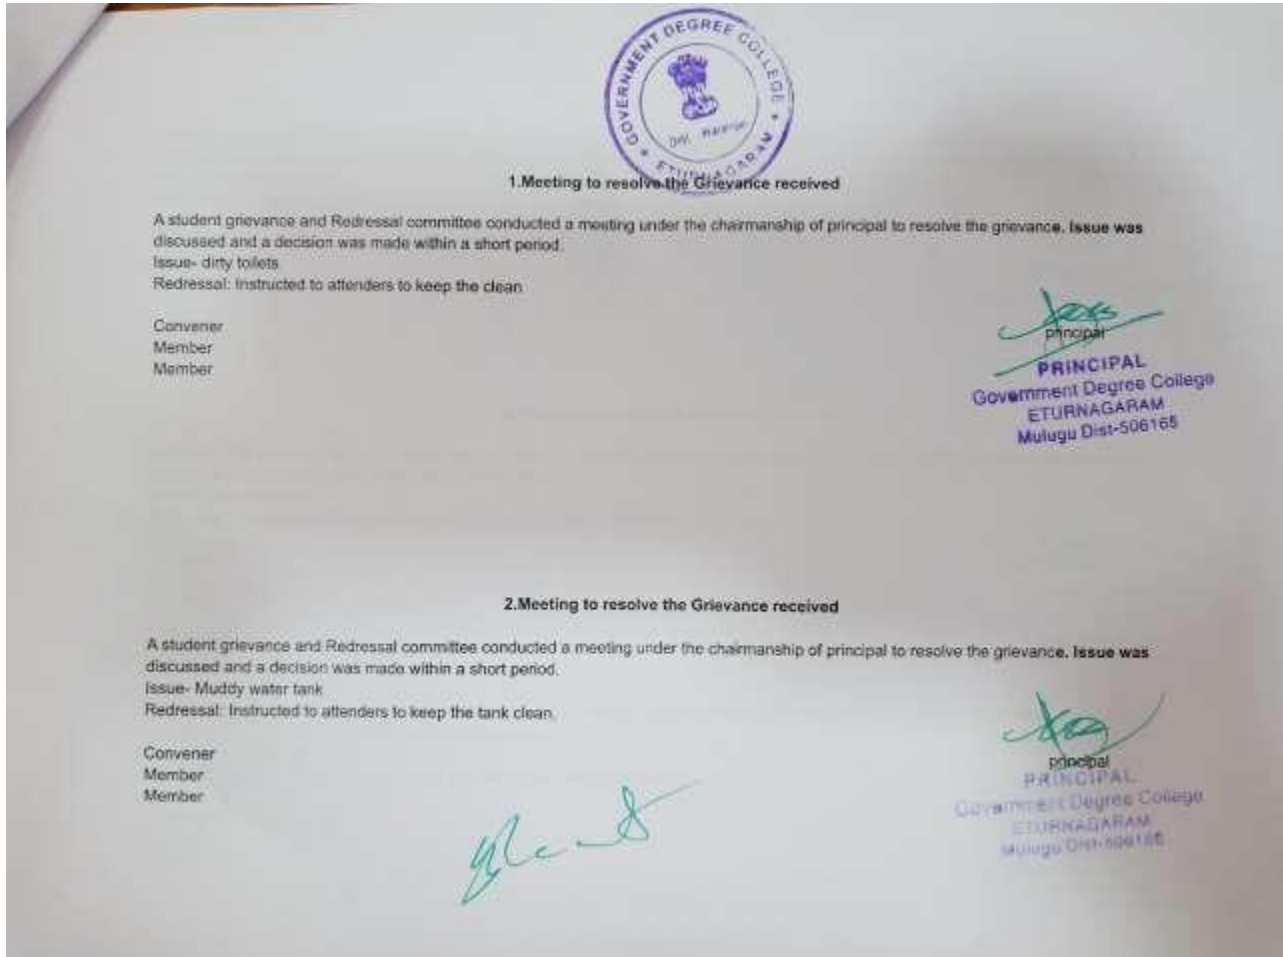 GOVERNMENT DEGREE COLLEGE
ETURNAGARAM
1.Meeting to resolve the Grievance received
A student grievance and Redressal committee conducted a meeting under the chairmanship of principal to resolve the grievance. Issue was
discussed and a decision was made within a short period.
Issue- dirty toilets
Redressal: Instructed to attenders to keep the clean
Convener
Member
Member
principal
PRINCIPAL
Government Degree College
ETURNAGARAM
Mulugu Dist-506165
2.Meeting to resolve the Grievance received
A student grievance and Redressal committee conducted a meeting under the chairmanship of principal to resolve the grievance. Issue was
discussed and a decision was made within a short period.
Issue- Muddy water tank
Redressal: Instructed to attenders to keep the tank clean.
Convener
Member
Member
principal
PRINCIPAL
Government Degree College
ETURNAGARAM
Mulugu Dist-506165